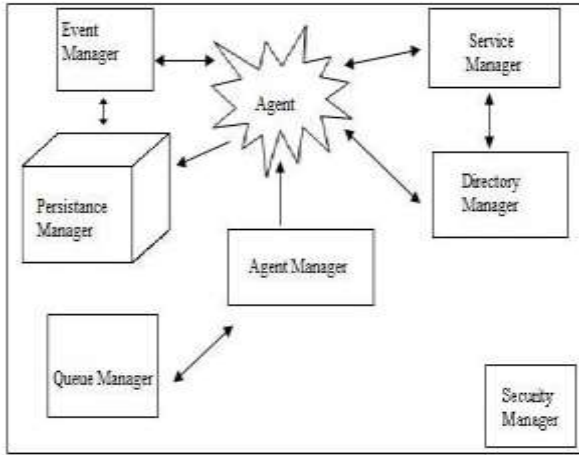 Event
Manager
Agent
Service
Manager
Persistance
Manager
Directory
Manager
Agent Manager
Queue Manager
Security
Manager